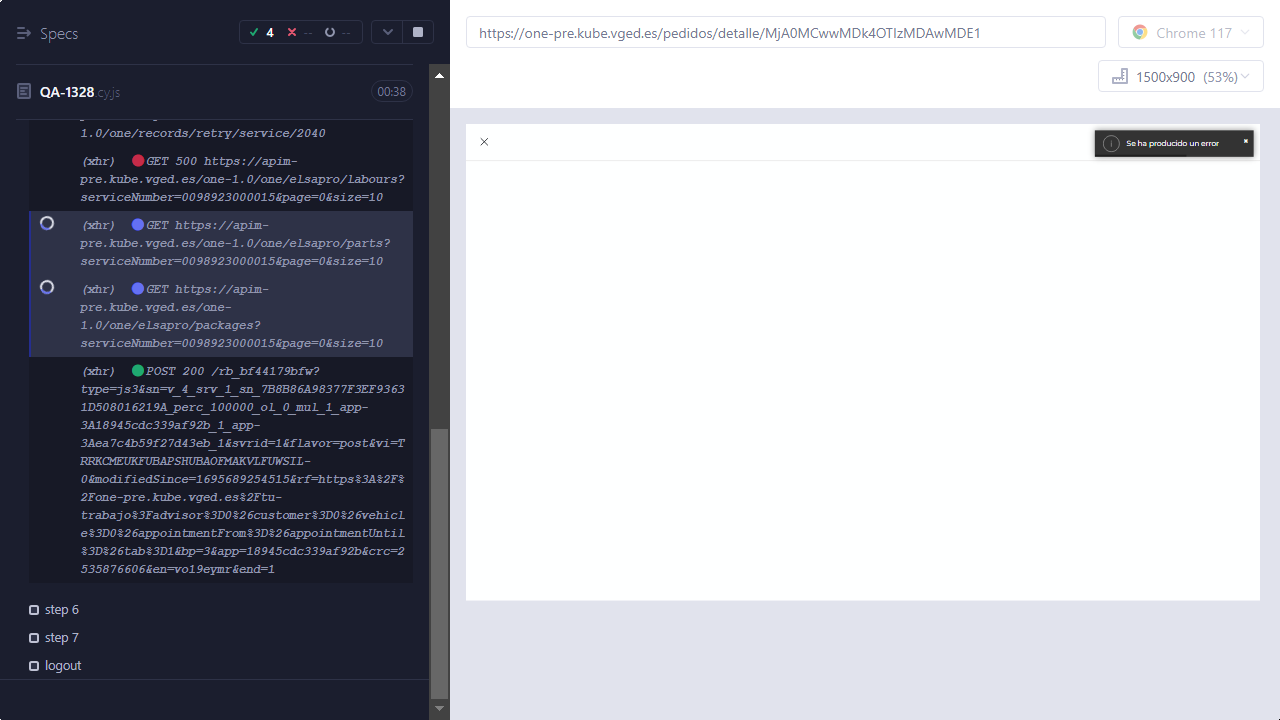 Specs
4
--
--
QA-1328.cy.js
00:38
1.0/one/records/retry/service/2040
(xhr) GET 500 https://apim-
pre.kube.vged.es/one-1.0/one/elsapro/labours?
serviceNumber=0098923000015&page=0&size=10
(xhr) GET https://apim-
pre.kube.vged.es/one-1.0/one/elsapro/parts?
serviceNumber=0098923000015&page=0&size=10
(xhr) GET https://apim-
pre.kube.vged.es/one-
1.0/one/elsapro/packages?
serviceNumber=0098923000015&page=0&size=10
(xhr) POST 200 /rb_bf44179bfw?
type=js3&sn=v_4_srv_1_sn_7B8B86A98377F3EF9363
1D508016219A_perc_100000_ol_0_mul_1_app-
3A18945cdc339af92b_1_app-
3Aea7c4b59f27d43eb_1&svrid=1&flavor=post&vi=T
RRKCMEUKFUBAPSHUBAOFMAKVLFUWSIL-
0&modifiedSince=1695689254515&rf=https%3A%2F%
2Fone-pre.kube.vged.es%2Ftu-
trabajo%3Fadvisor%3D0%26customer%3D0%26vehicl
e%3D0%26appointmentFrom%3D%26appointmentUntil
%3D%26tab%3D1&bp=3&app=18945cdc339af92b&crc=2
535876606&en=vo19eymr&end=1
step 6
step 7
logout
https://one-pre.kube.vged.es/pedidos/detalle/MjA0MCwwMDk4OTIzMDAwMDE1
Chrome 117
1500x900 (53%)
Se ha producido un error